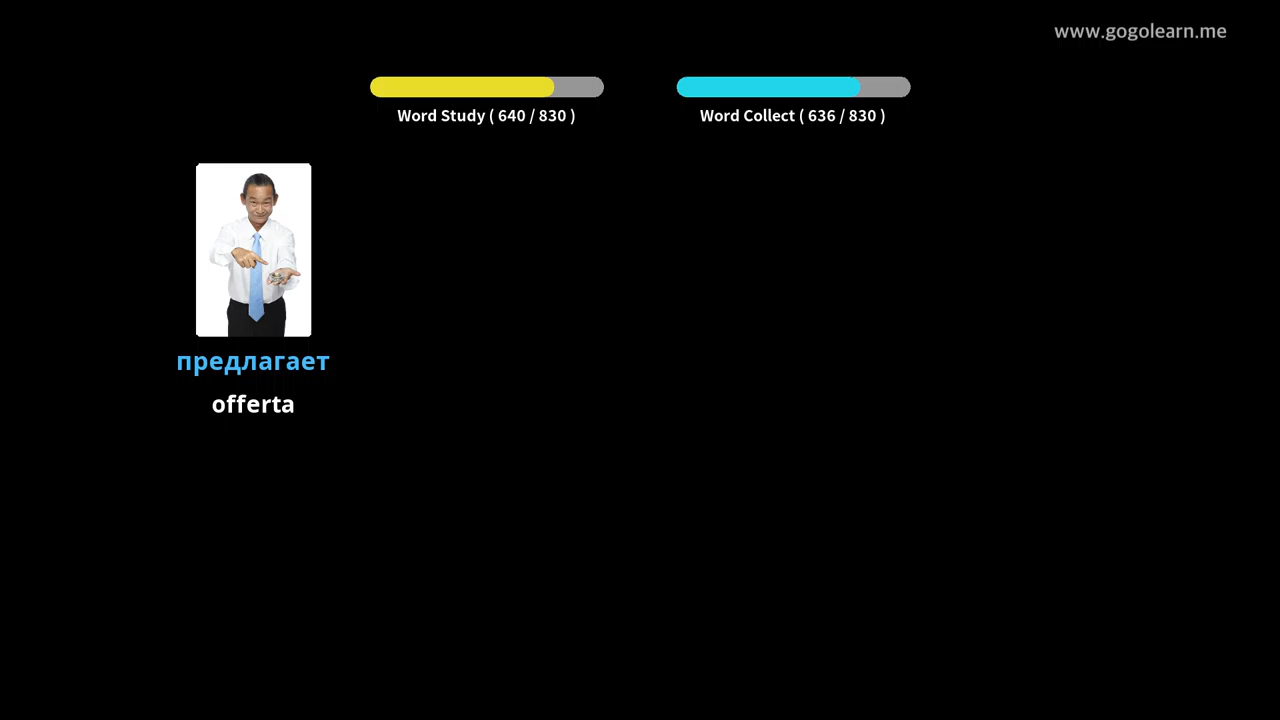 www.gogolearn.me
Word Study ( 640 / 830 )
Word Collect ( 636 / 830 )
предлагает
offerta